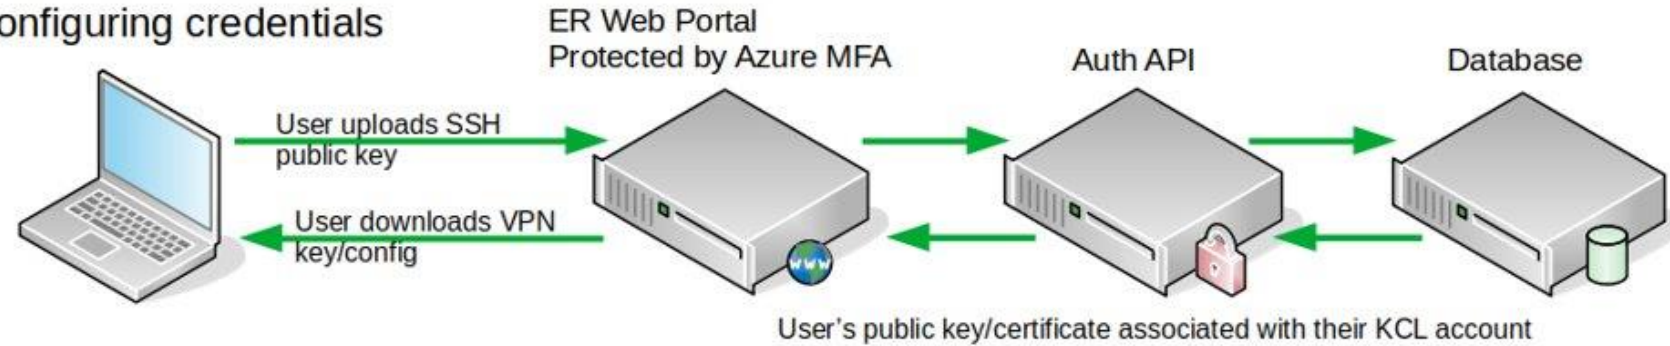 onfiguring credentials
ER Web Portal
Protected by Azure MFA
Auth API
Database
User uploads SSH
public key
User downloads VPN
key/config
www
User's public key/certificate associated with their KCL account